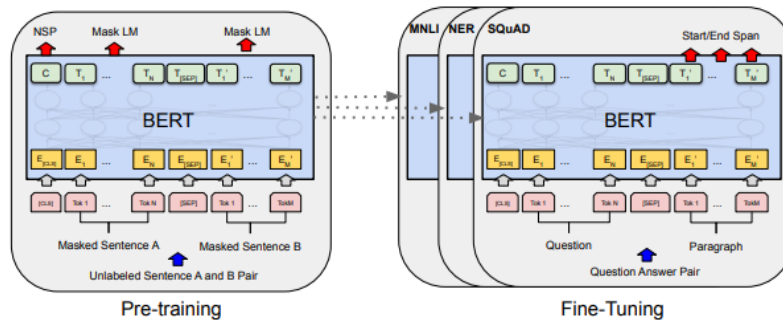 NSP Mask LM Mask LM
C T1 ... TN T[SEP] T1' ... TM'
BERT
E[CLS] E1 ... EN E[SEP] E1' ... EM'
[CLS] Tok 1 ... Tok N [SEP] Tok 1 ... TokM
Masked Sentence A Masked Sentence B
Unlabeled Sentence A and B Pair
Pre-training
MNLI NER SQuAD Start/End Span
C T1 ... TN T[SEP] T1' ... TM'
BERT
E[CLS] E1 ... EN E[SEP] E1' ... EM'
[CLS] Tok 1 ... Tok N [SEP] Tok 1 ... TokM
Question Paragraph
Question Answer Pair
Fine-Tuning